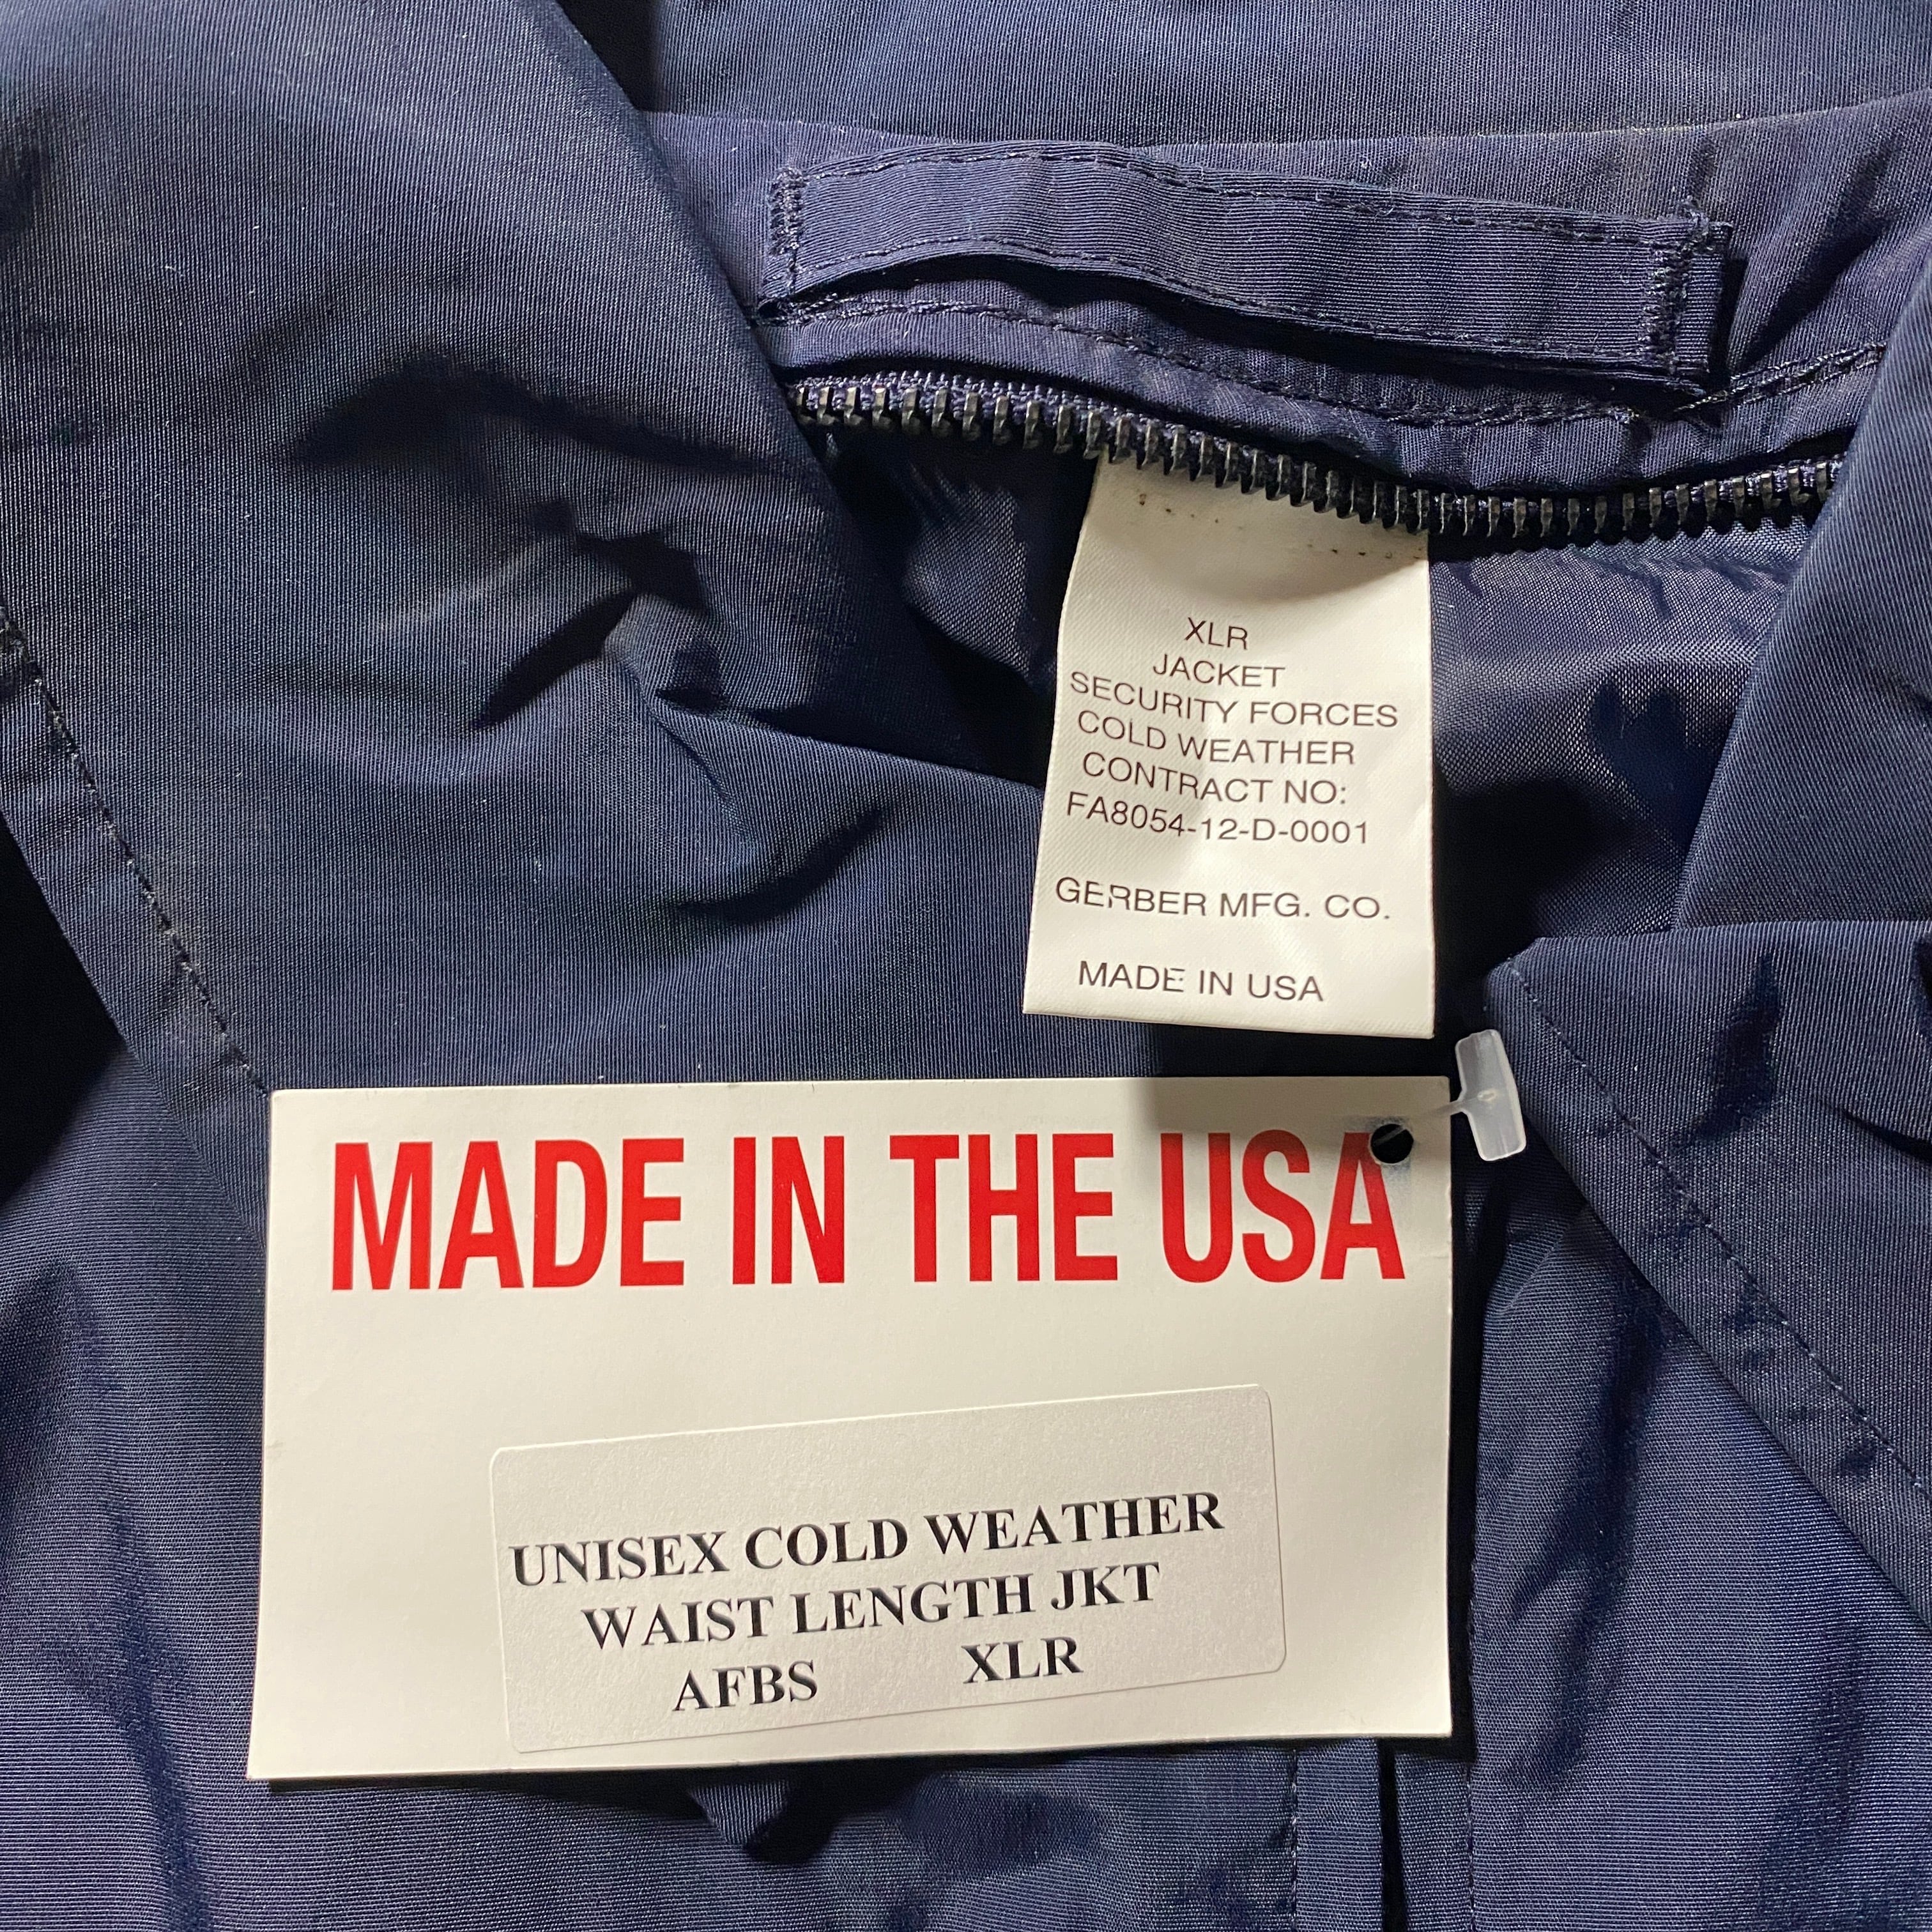 XLR
JACKET
SECURITY FORCES
COLD WEATHER
CONTRACT NO:
FA8054-12-D-0001
GERBER MFG. CO.
MADE IN USA
MADE IN THE USA
UNISEX COLD WEATHER
WAIST LENGTH JKT
AFBS XLR